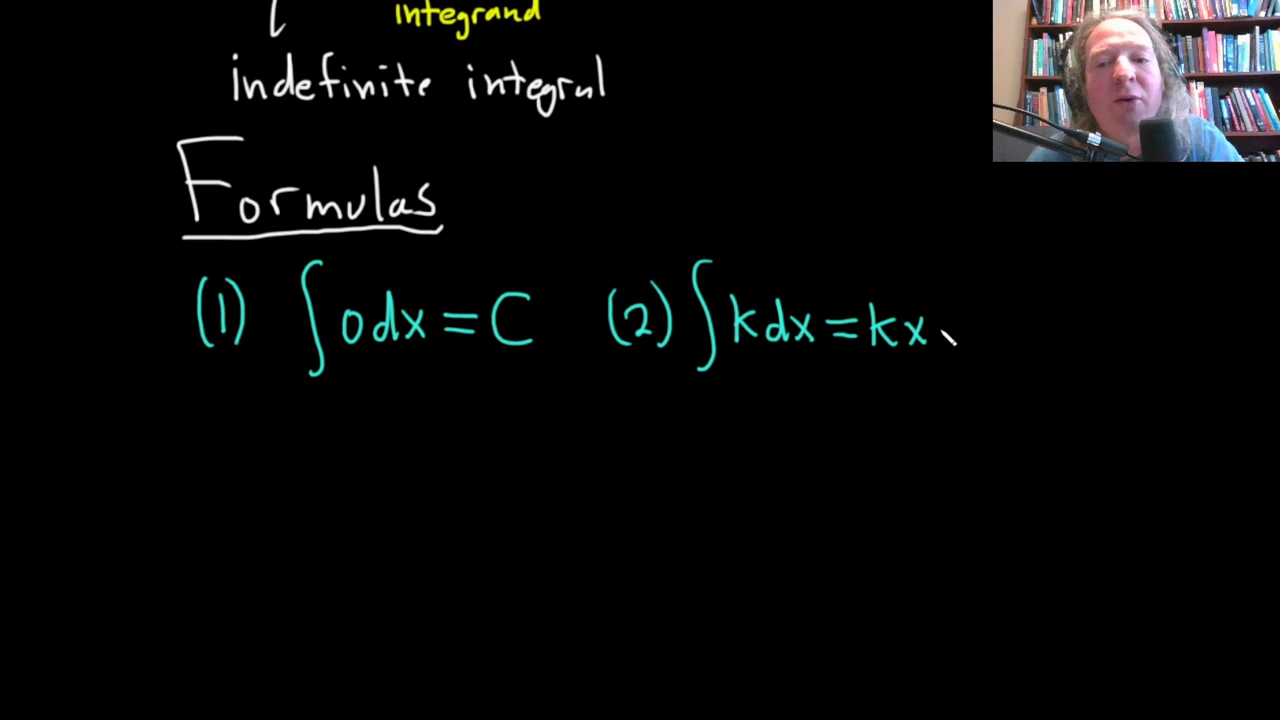 integrand
indefinite integral
Formulas
(1) ∫0dx = C (2) ∫kdx = kx